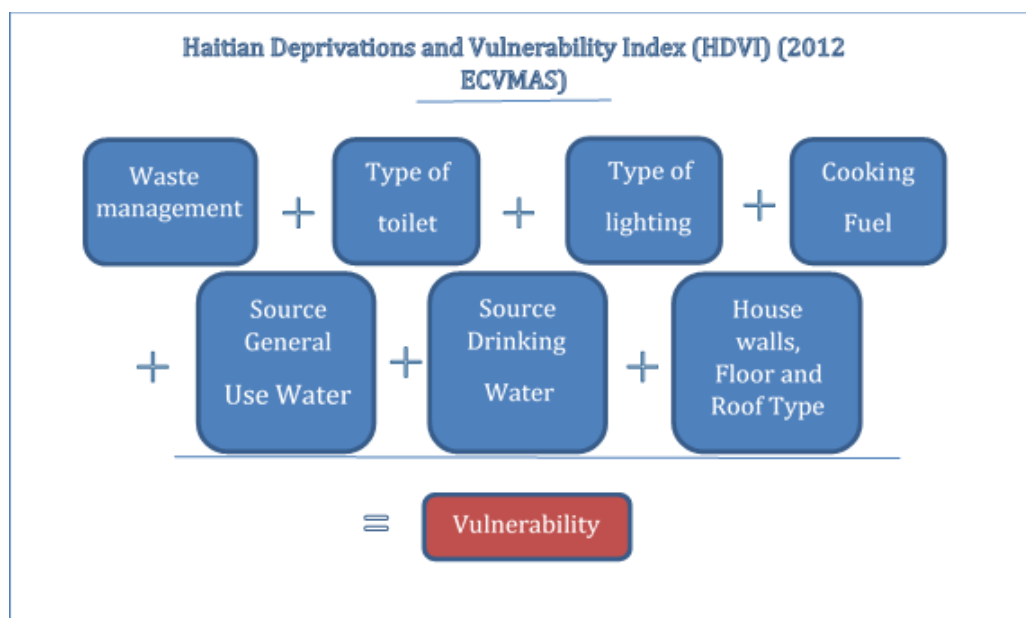 Haitian Deprivations and Vulnerability Index (HDVI) (2012
ECVMAS)
Waste
management
+
Type of
toilet
+
Type of
lighting
+
Cooking
Fuel
+
Source
General
Use Water
+
Source
Drinking
Water
+
House
walls,
Floor and
Roof Type
=
Vulnerability